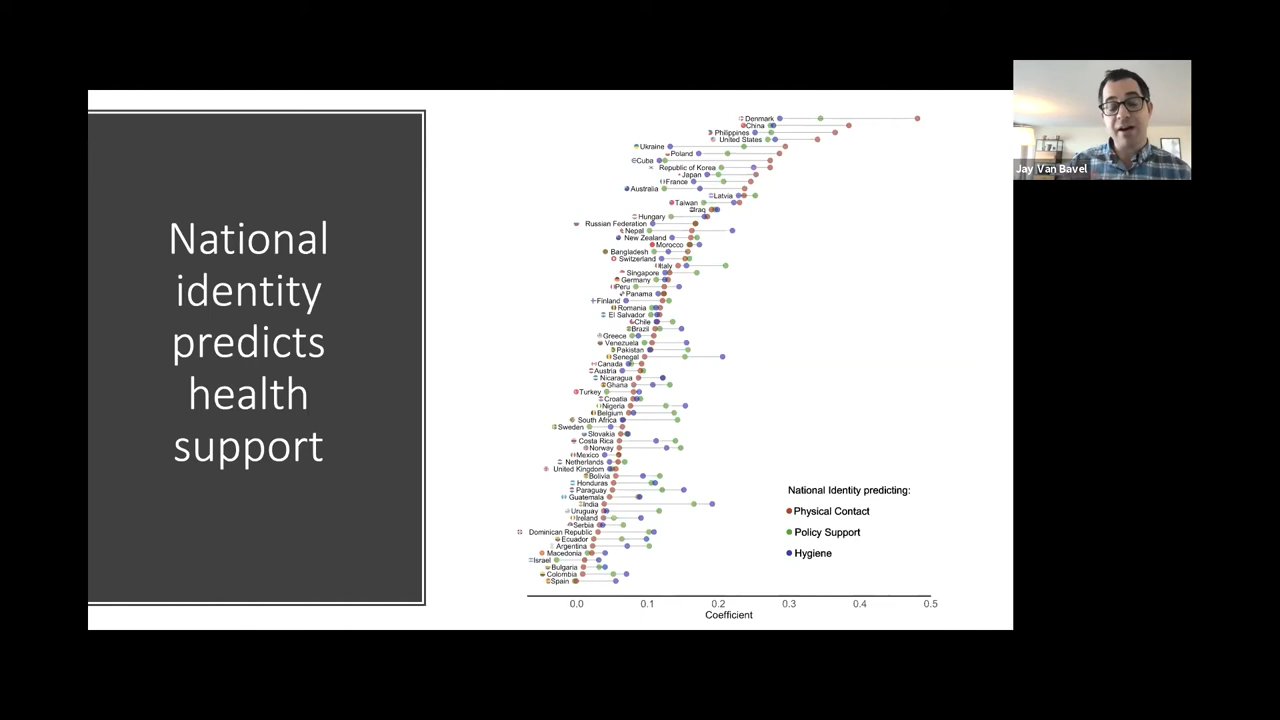 National
identity
predicts
health
support
Denmark
China
Philippines
United States
Ukraine
Poland
Cuba
Republic of Korea
Japan
France
Australia
Latvia
Taiwan
Iraq
Hungary
Russian Federation
Nepal
New Zealand
Morocco
Bangladesh
Switzerland
Italy
Singapore
Germany
Peru
Panama
Finland
Romania
El Salvador
Chile
Brazil
Greece
Venezuela
Pakistan
Senegal
Canada
Austria
Nicaragua
Ghana
Turkey
Croatia
Nigeria
Belgium
South Africa
Sweden
Slovakia
Costa Rica
Norway
Mexico
Netherlands
United Kingdom
Bolivia
Honduras
Paraguay
Guatemala
India
Uruguay
Ireland
Serbia
Dominican Republic
Ecuador
Argentina
Macedonia
Israel
Bulgaria
Colombia
Spain
National Identity predicting:
Physical Contact
Policy Support
Hygiene
0.0 0.1 0.2 0.3 0.4 0.5
Coefficient
Jay Van Bavel